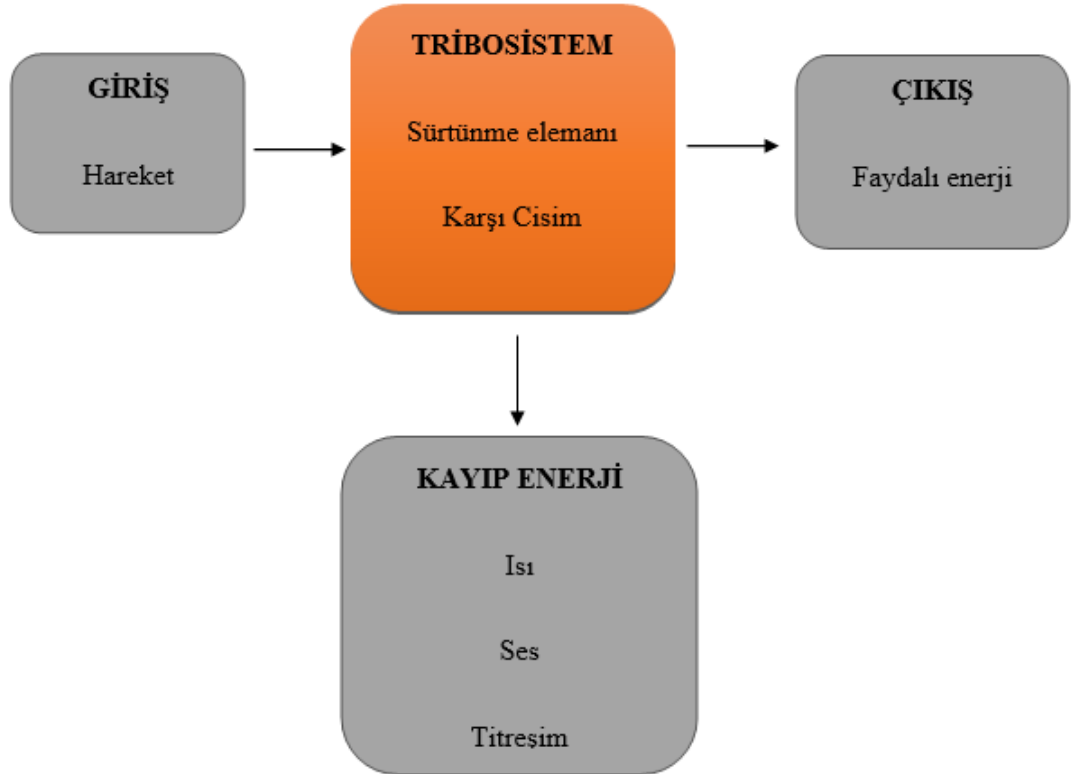 GİRİŞ
Hareket
TRİBOSİSTEM
Sürtünme elemanı
Karşı Cisim
ÇIKIŞ
Faydalı enerji
KAYIP ENERJİ
Isı
Ses
Titreşim